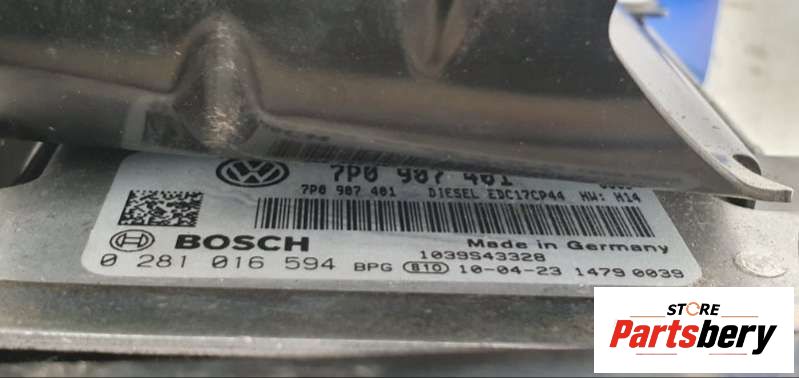 7P0 907 401
7P0 907 401 DIESEL EDC17CP44 HW: H14
BOSCH
Made in Germany
1039S43328
0 281 016 594 BPG 810 10-04-23 1479 0039
STORE
Partsbery